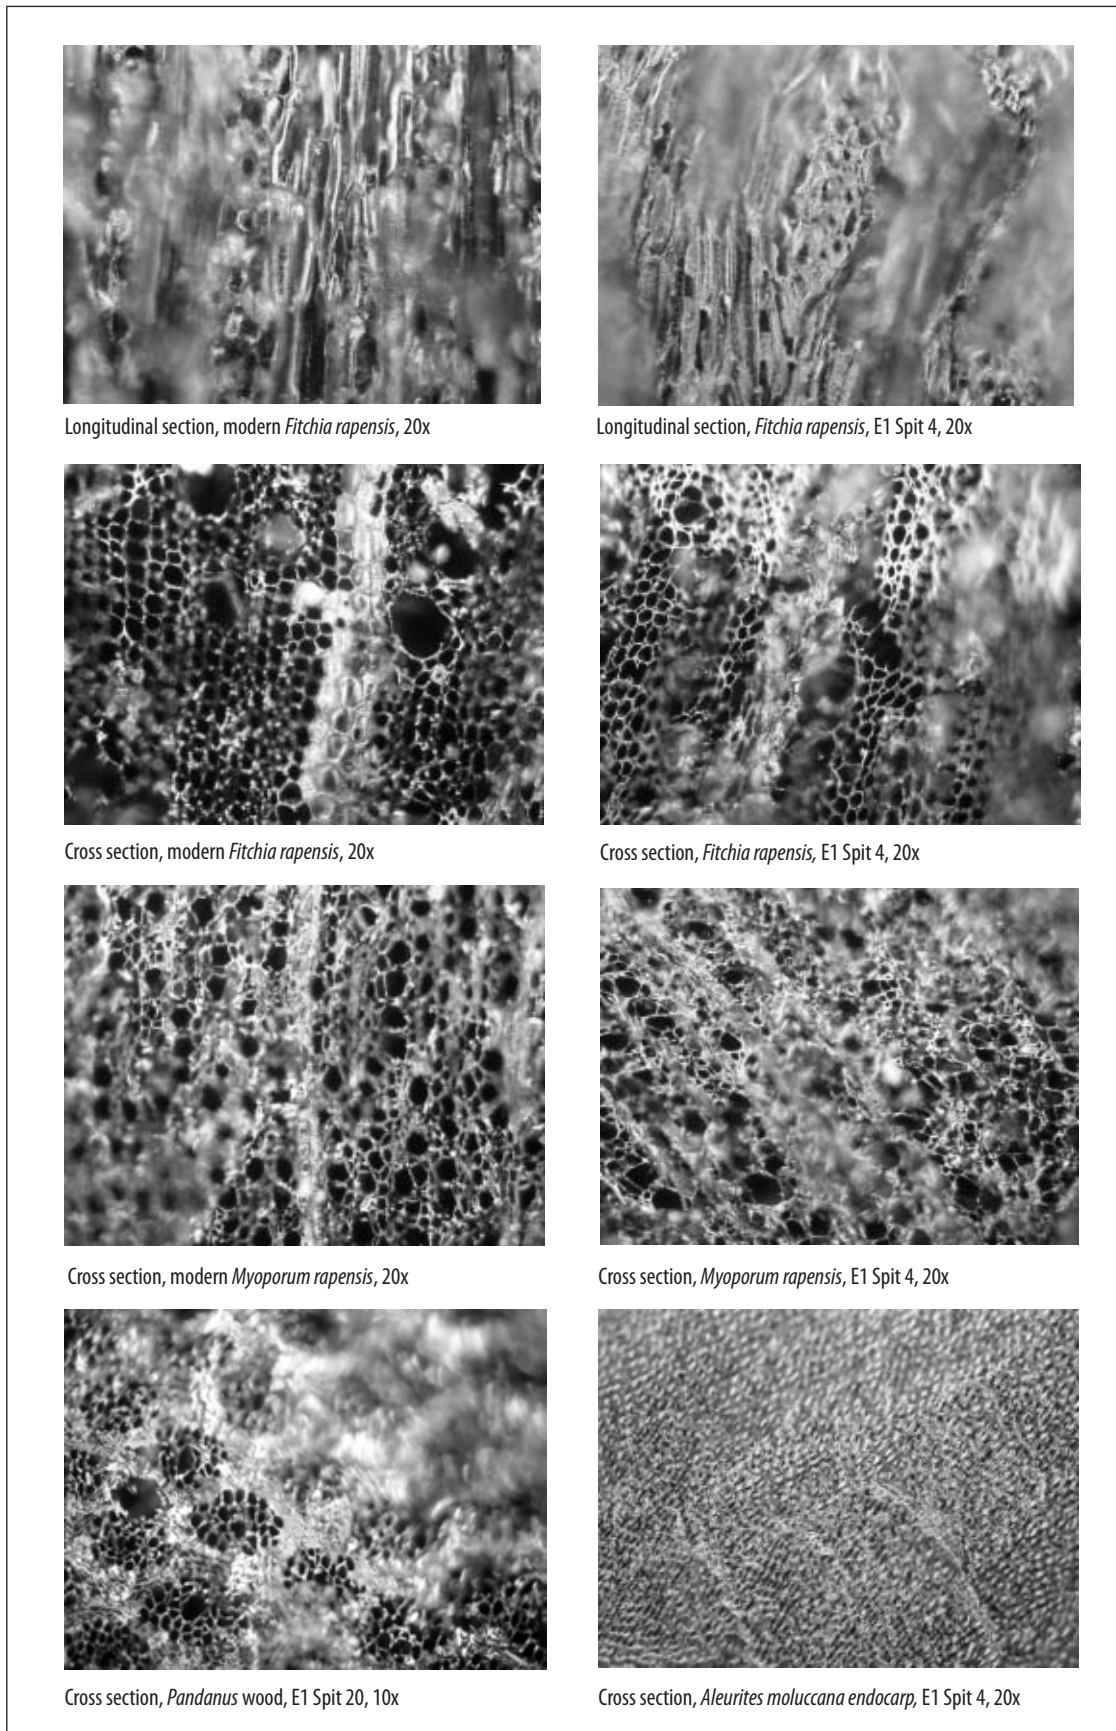 Longitudinal section, modern Fitchia rapensis, 20x
Longitudinal section, Fitchia rapensis, E1 Spit 4, 20x
Cross section, modern Fitchia rapensis, 20x
Cross section, Fitchia rapensis, E1 Spit 4, 20x
Cross section, modern Myoporum rapensis, 20x
Cross section, Myoporum rapensis, E1 Spit 4, 20x
Cross section, Pandanus wood, E1 Spit 20, 10x
Cross section, Aleurites moluccana endocarp, E1 Spit 4, 20x